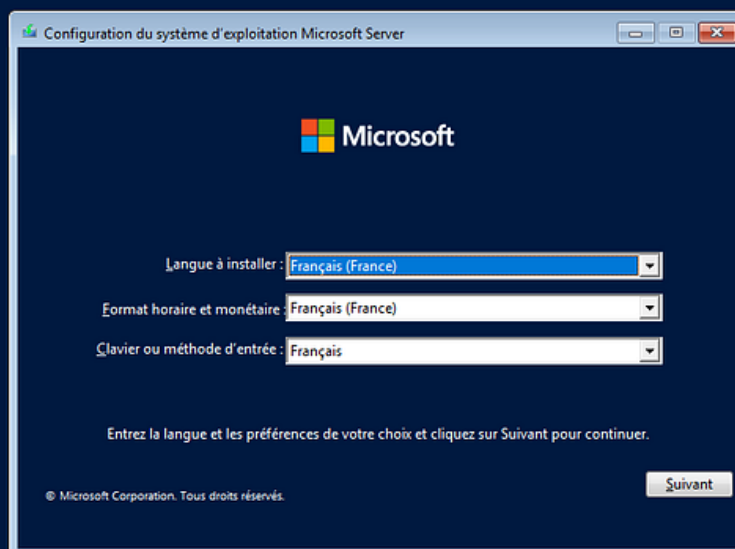 Configuration du système d'exploitation Microsoft Server
Microsoft
Langue à installer : Français (France)
Format horaire et monétaire : Français (France)
Clavier ou méthode d'entrée : Français
Entrez la langue et les préférences de votre choix et cliquez sur Suivant pour continuer.
© Microsoft Corporation. Tous droits réservés.
Suivant